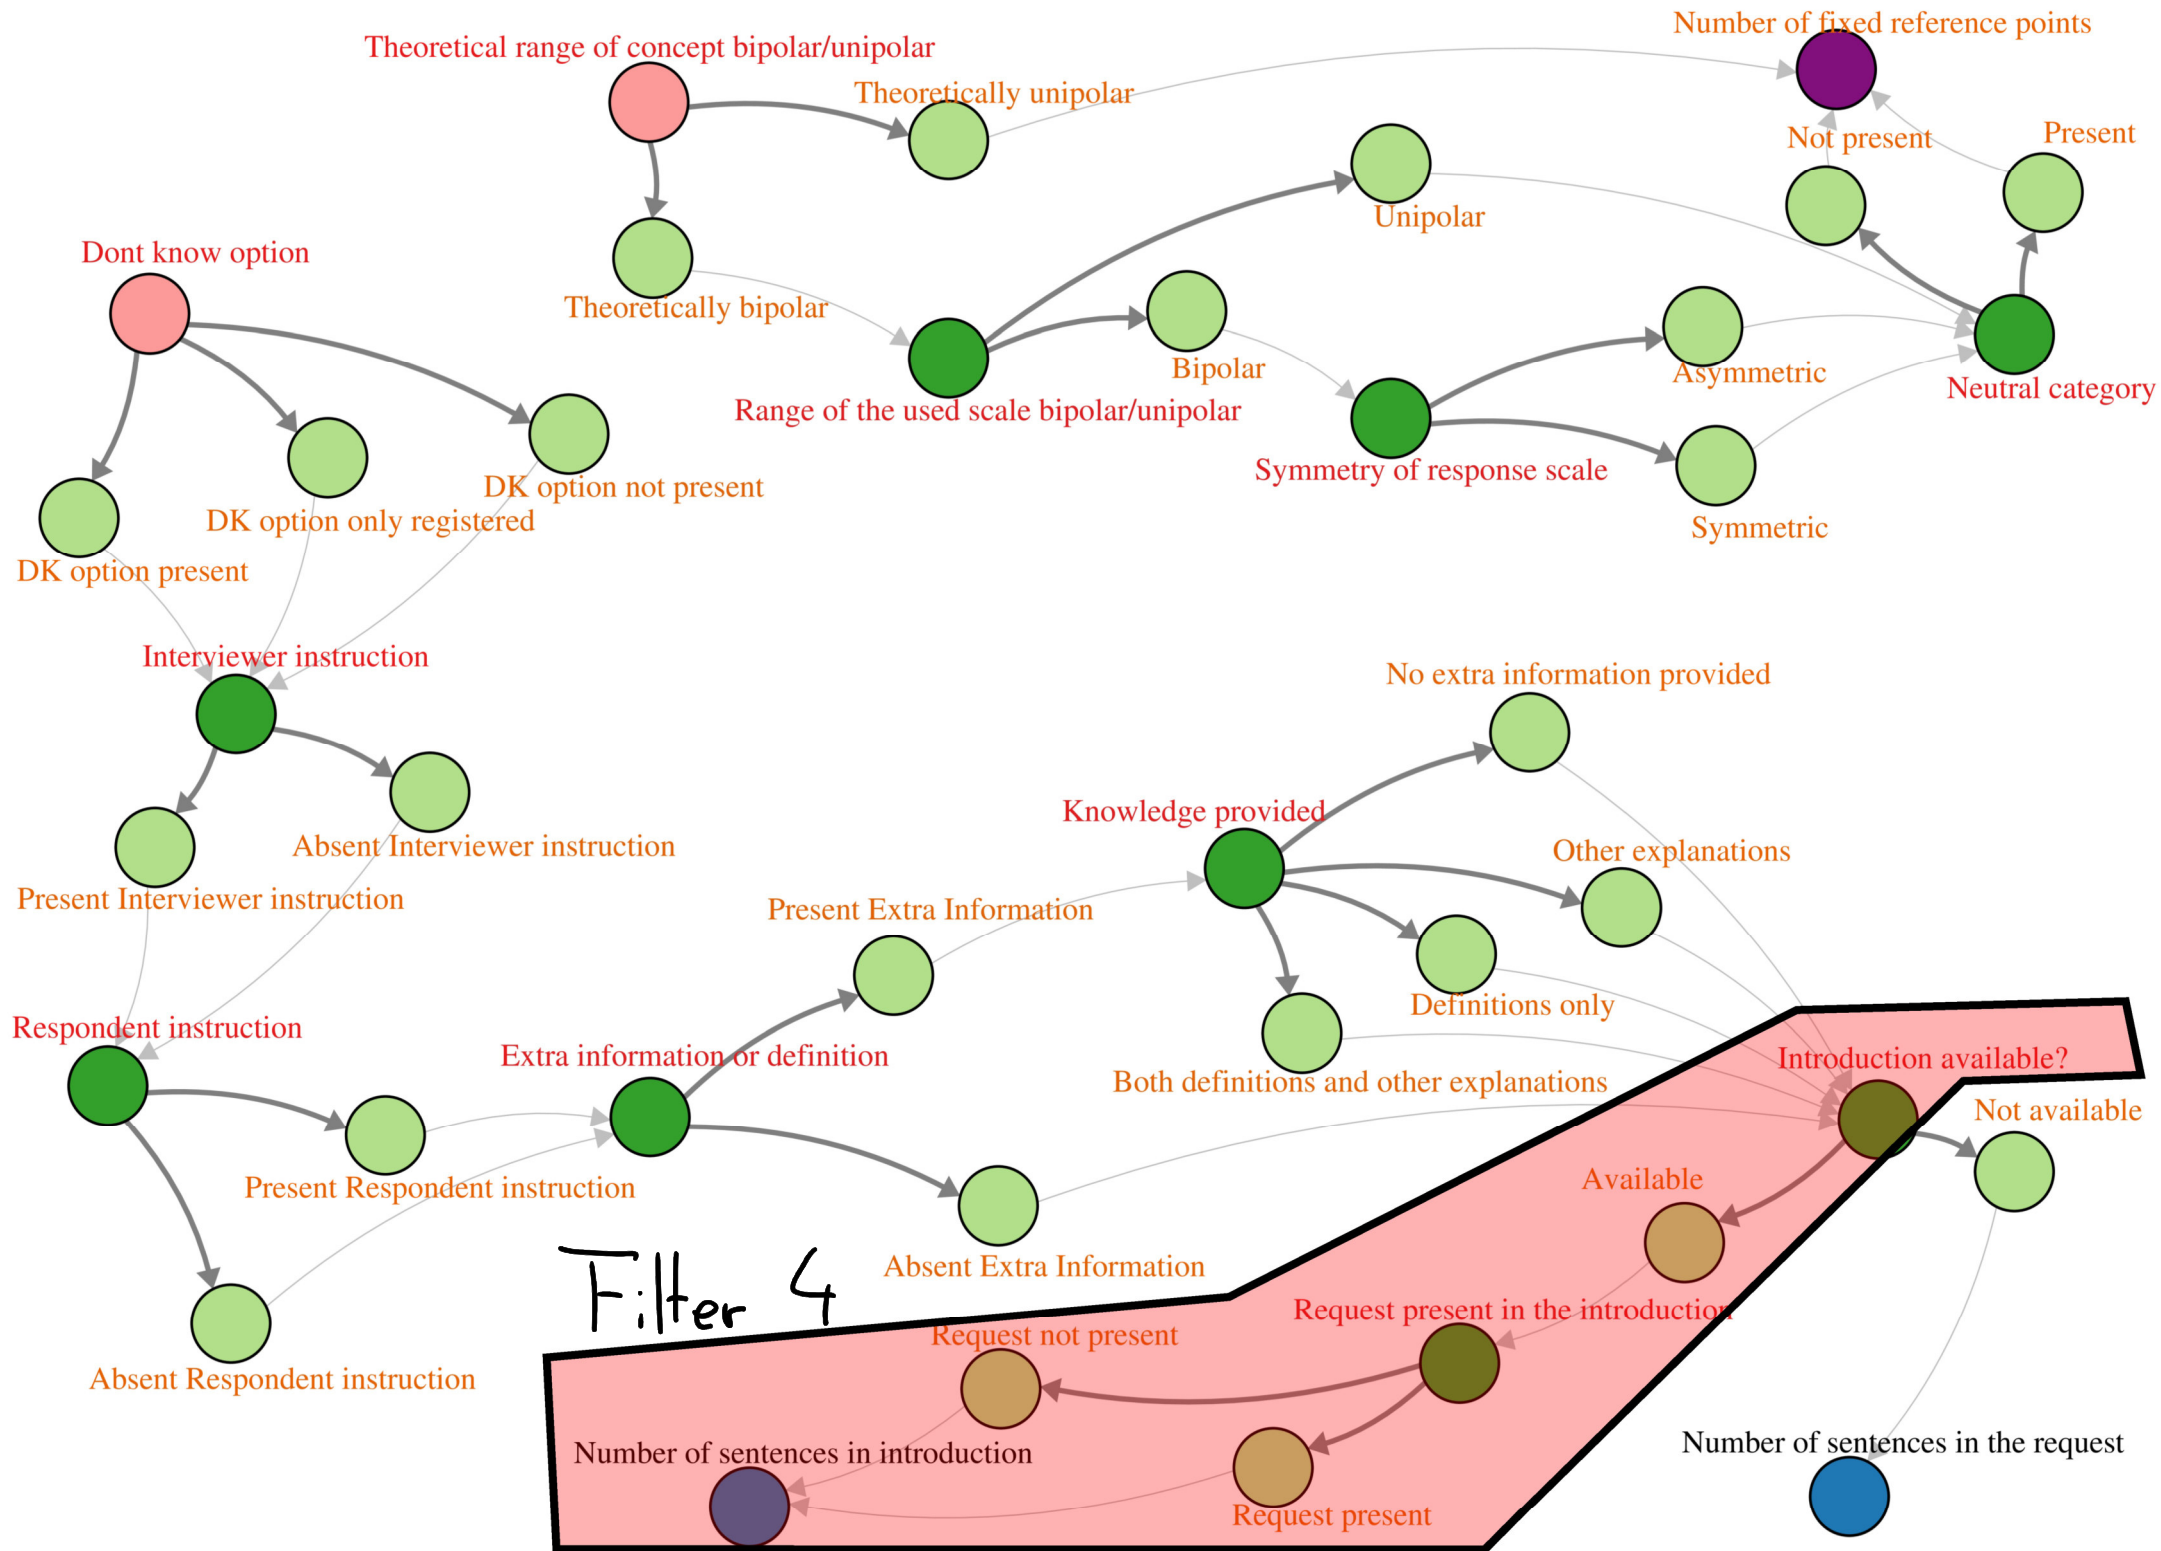 Number of fixed reference points
Theoretical range of concept bipolar/unipolar
Theoretically unipolar
Not present
Present
Unipolar
Dont know option
Theoretically bipolar
Bipolar
Asymmetric
Neutral category
Range of the used scale bipolar/unipolar
Symmetry of response scale
DK option not present
DK option only registered
Symmetric
DK option present
Interviewer instruction
No extra information provided
Knowledge provided
Absent Interviewer instruction
Other explanations
Present Interviewer instruction
Present Extra Information
Definitions only
Respondent instruction
Extra information or definition
Introduction available?
Both definitions and other explanations
Not available
Available
Present Respondent instruction
Absent Extra Information
Filter 4
Request present in the introduction
Request not present
Absent Respondent instruction
Number of sentences in the request
Number of sentences in introduction
Request present